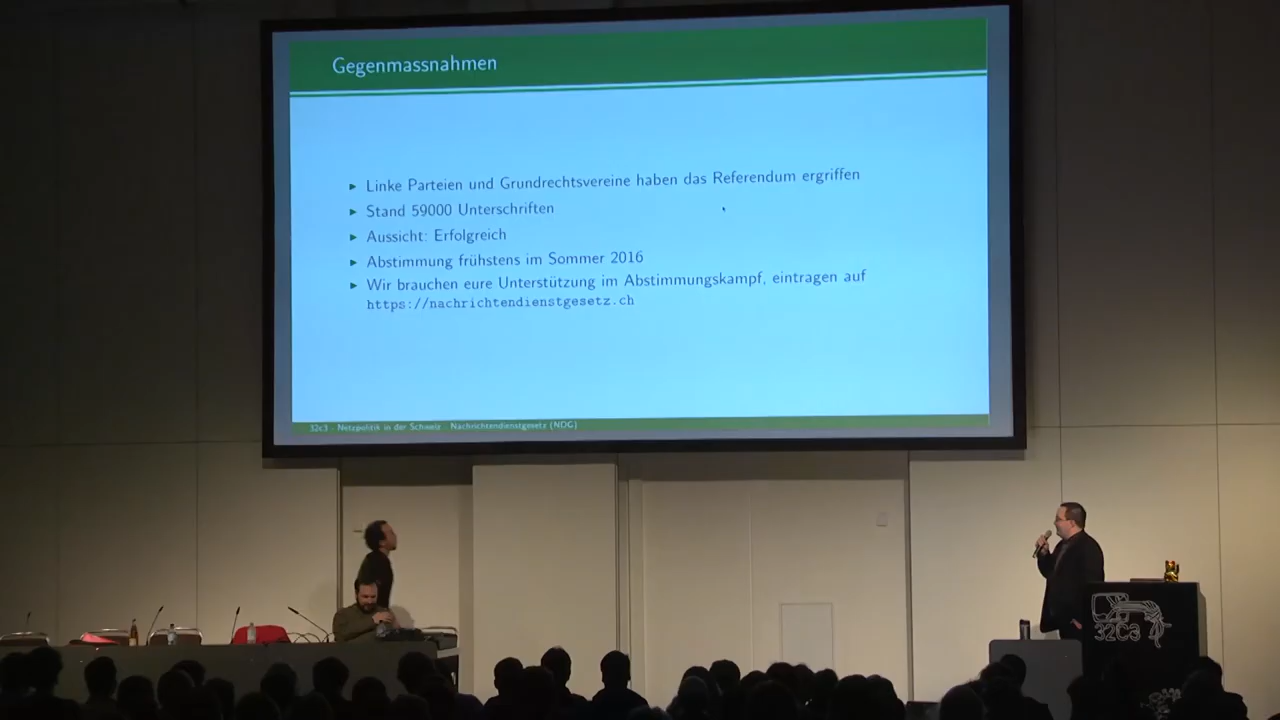 Gegenmassnahmen
Linke Parteien und Grundrechtsvereine haben das Referendum ergriffen
Stand 59000 Unterschriften
Aussicht: Erfolgreich
Abstimmung frühstens im Sommer 2016
Wir brauchen eure Unterstützung im Abstimmungskampf, eintragen auf
https://nachrichtendienstgesetz.ch
32c3 - Netzpolitik in der Schweiz - Nachrichtendienstgesetz (NDG)
32C3